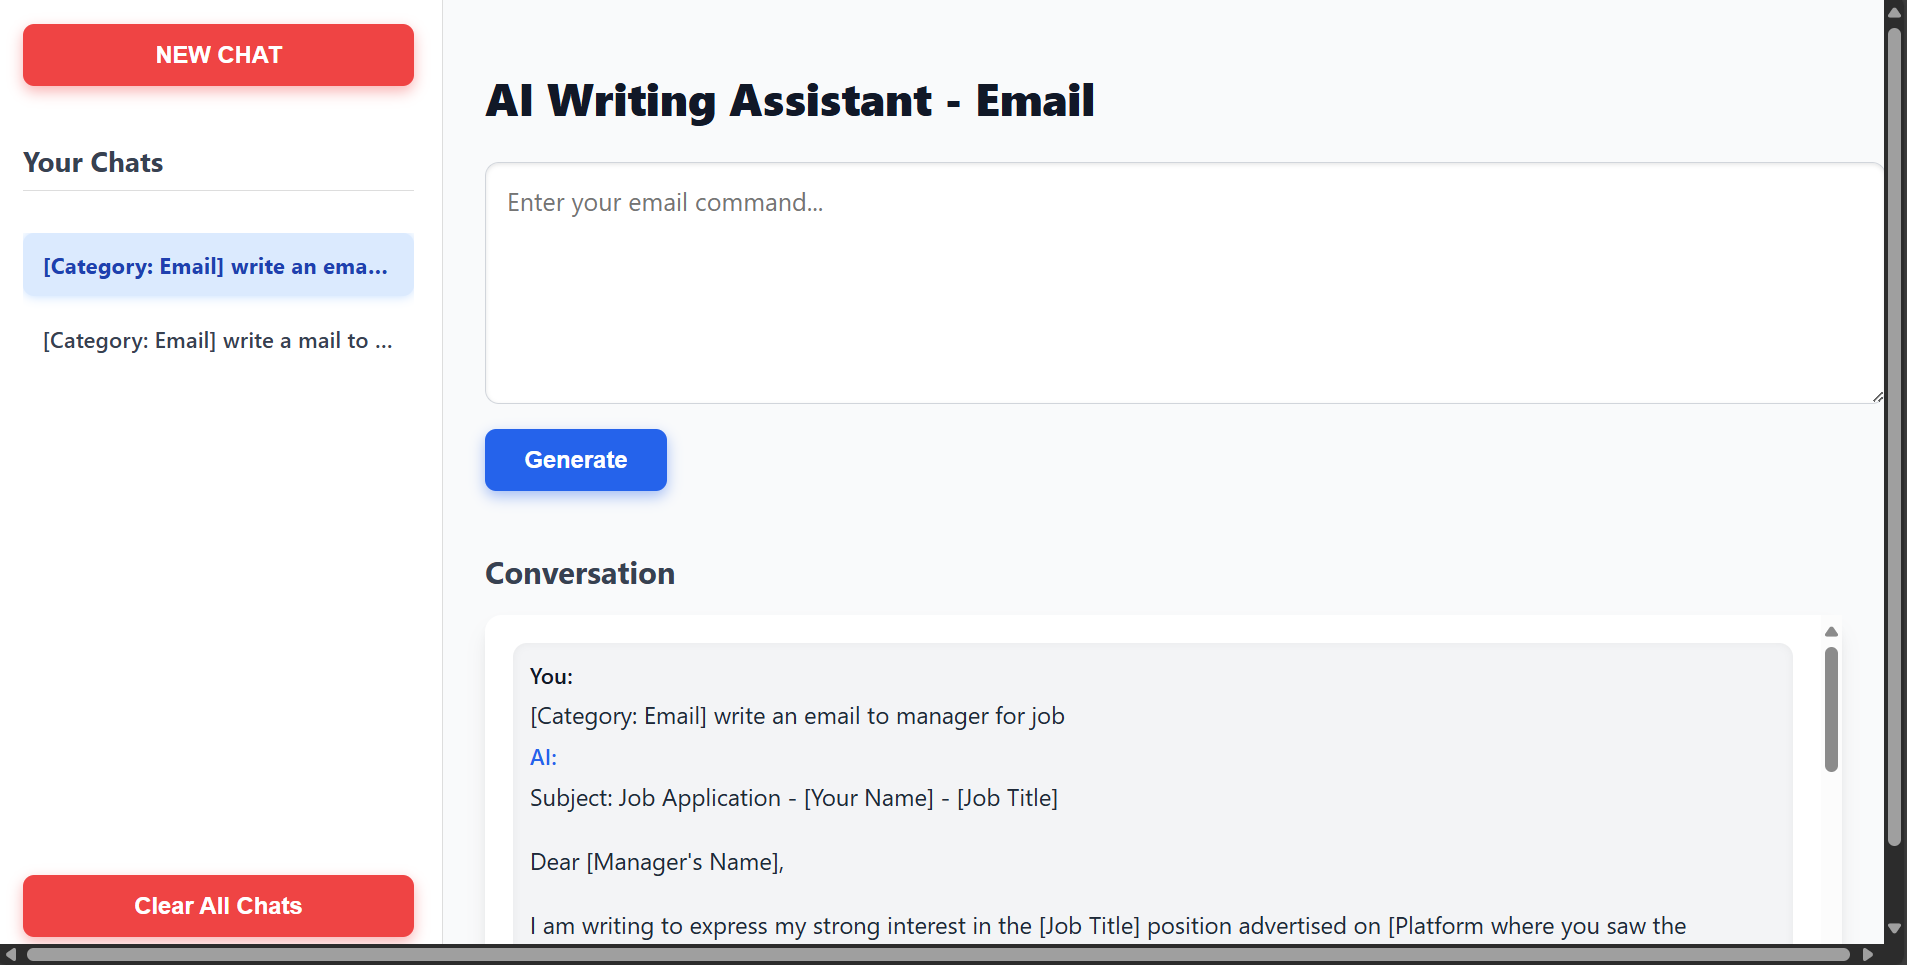 NEW CHAT
Your Chats
[Category: Email] write an ema...
[Category: Email] write a mail to ...
Clear All Chats
AI Writing Assistant - Email
Enter your email command...
Generate
Conversation
You:
[Category: Email] write an email to manager for job
AI:
Subject: Job Application - [Your Name] - [Job Title]
Dear [Manager's Name],
I am writing to express my strong interest in the [Job Title] position advertised on [Platform where you saw the